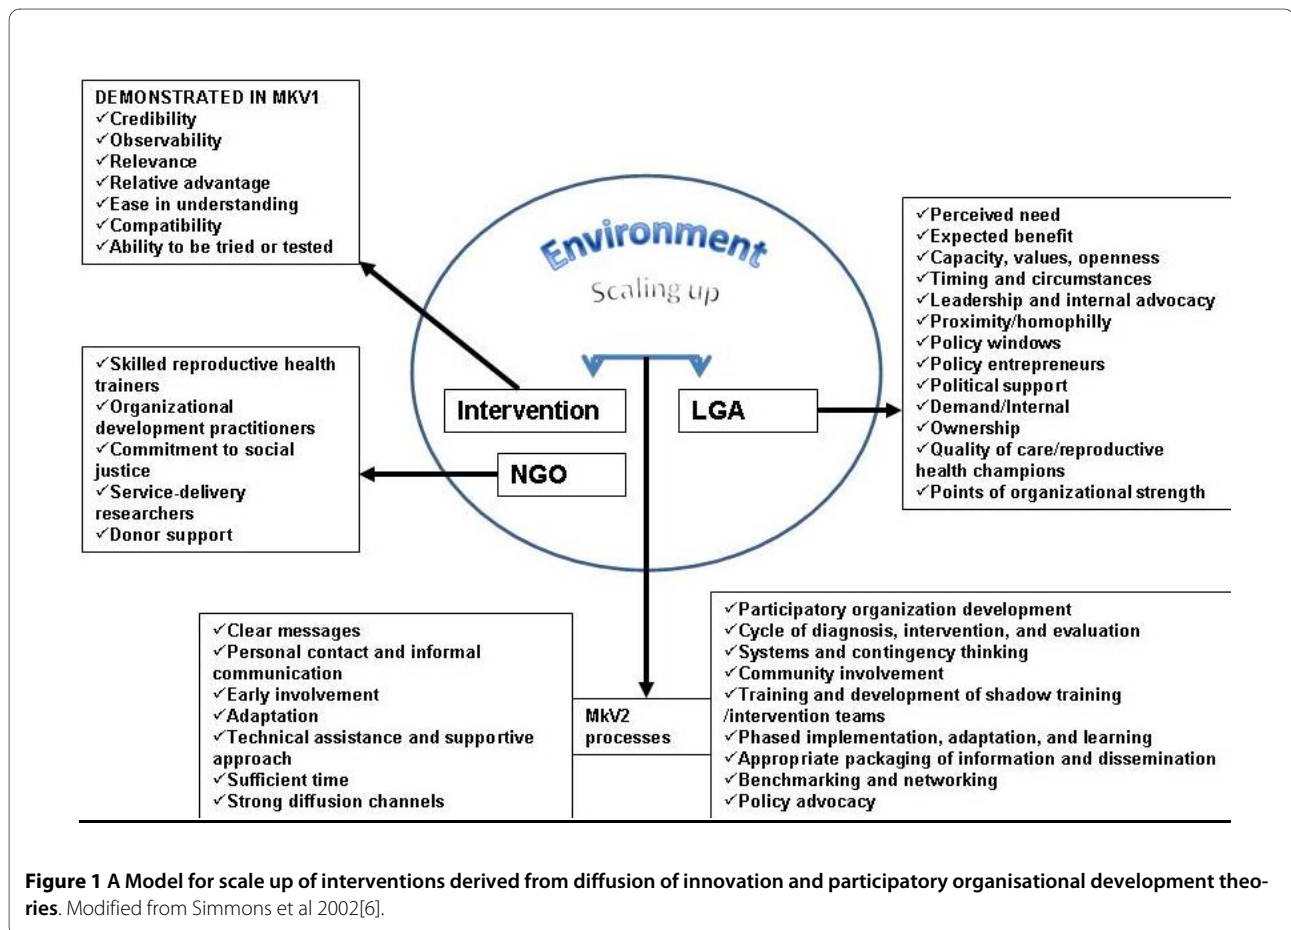 DEMONSTRATED IN MKV1
✓Credibility
✓Observability
✓Relevance
✓Relative advantage
✓Ease in understanding
✓Compatibility
✓Ability to be tried or tested
✓Skilled reproductive health
trainers
✓Organizational
development practitioners
✓Commitment to social
justice
✓Service-delivery
researchers
✓Donor support
Environment
Scaling up
Intervention
LGA
NGO
✓Perceived need
✓Expected benefit
✓Capacity, values, openness
✓Timing and circumstances
✓Leadership and internal advocacy
✓Proximity/homophilly
✓Policy windows
✓Policy entrepreneurs
✓Political support
✓Demand/Internal
✓Ownership
✓Quality of care/reproductive
health champions
✓Points of organizational strength
✓Clear messages
✓Personal contact and informal
communication
✓Early involvement
✓Adaptation
✓Technical assistance and supportive
approach
✓Sufficient time
✓Strong diffusion channels
MkV2
processes
✓Participatory organization development
✓Cycle of diagnosis, intervention, and evaluation
✓Systems and contingency thinking
✓Community involvement
✓Training and development of shadow training
/intervention teams
✓Phased implementation, adaptation, and learning
✓Appropriate packaging of information and dissemination
✓Benchmarking and networking
✓Policy advocacy
Figure 1 A Model for scale up of interventions derived from diffusion of innovation and participatory organisational development theo-
ries. Modified from Simmons et al 2002[6].